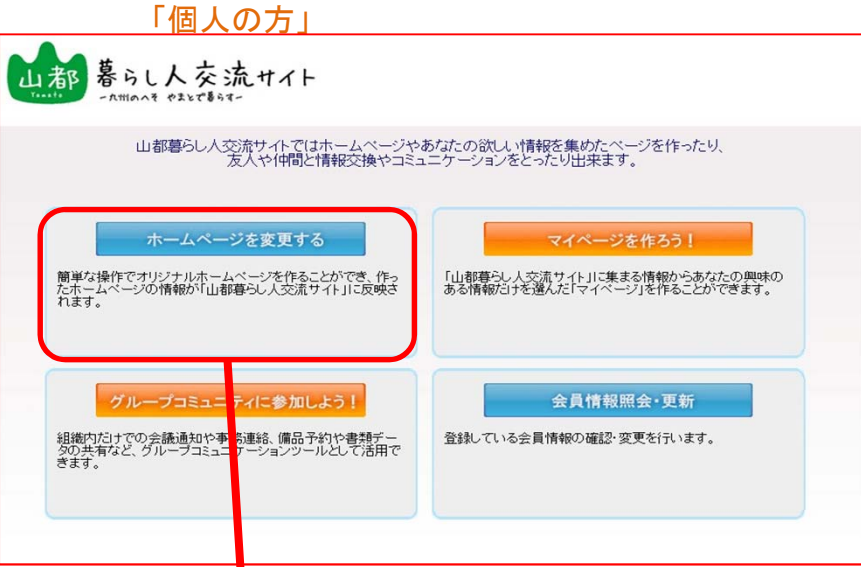 「個人の方」
山都
Yamato
暮らし人交流サイト
-九州のへそ やまとで暮らす-
山都暮らし人交流サイトではホームページやあなたの欲しい情報を集めたページを作ったり、
友人や仲間と情報交換やコミュニケーションをとったり出来ます。
ホームページを変更する
簡単な操作でオリジナルホームページを作ることができ、作っ
たホームページの情報が「山都暮らし人交流サイト」に反映さ
れます。
マイページを作ろう！
「山都暮らし人交流サイト」に集まる情報からあなたの興味の
ある情報だけを選んだ「マイページ」を作ることができます。
グループコミュニティに参加しよう！
組織内だけでの会議通知や事務連絡、備品予約や書類デー
タの共有など、グループコミュニケーションツールとして活用で
きます。
会員情報照会・更新
登録している会員情報の確認・変更を行います。